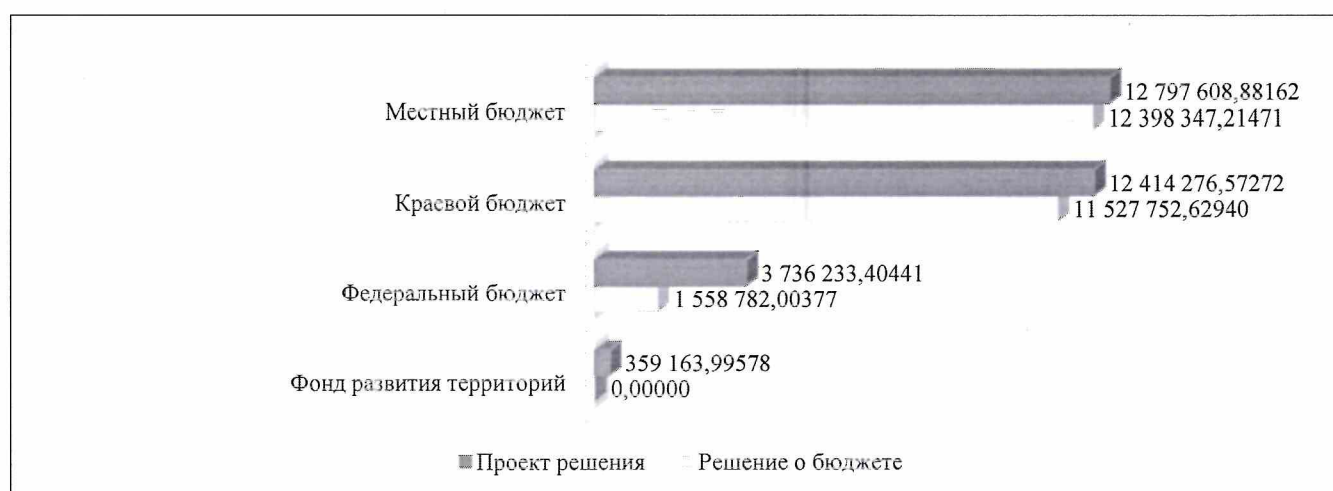 Местный бюджет
12 797 608,88162
12 398 347,21471
Краевой бюджет
12 414 276,57272
11 527 752,62940
Федеральный бюджет
3 736 233,40441
1 558 782,00377
Фонд развития территорий
359 163,99578
0,00000
Проект решения
Решение о бюджете